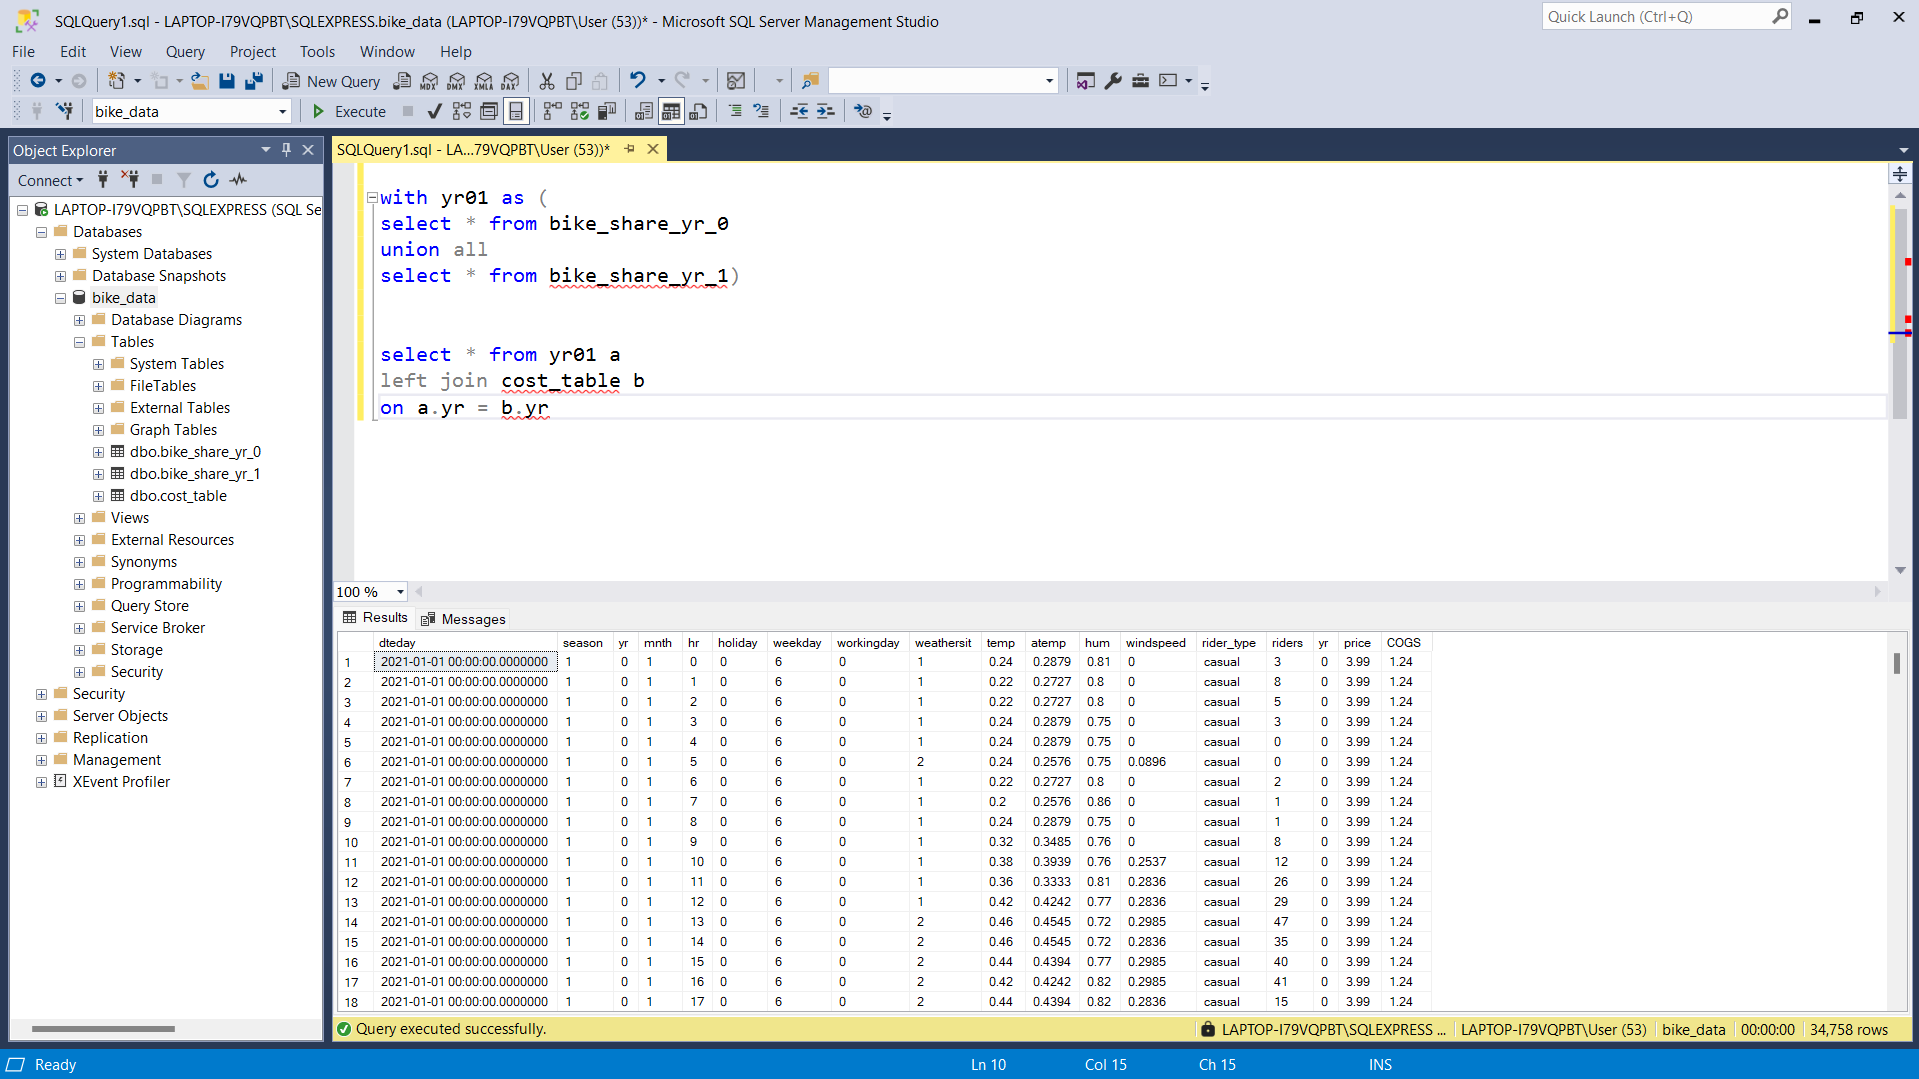 SQLQuery1.sql - LAPTOP-I79VQPBT\SQLEXPRESS.bike_data (LAPTOP-I79VQPBT\User (53))* - Microsoft SQL Server Management Studio
Quick Launch (Ctrl+Q)
File Edit View Query Project Tools Window Help
New Query MDX DMX XMLA DAX
bike_data Execute
Object Explorer
Connect
LAPTOP-I79VQPBT\SQLEXPRESS (SQL Se
Databases
System Databases
Database Snapshots
bike_data
Database Diagrams
Tables
System Tables
FileTables
External Tables
Graph Tables
dbo.bike_share_yr_0
dbo.bike_share_yr_1
dbo.cost_table
Views
External Resources
Synonyms
Programmability
Query Store
Service Broker
Storage
Security
Security
Server Objects
Replication
Management
XEvent Profiler
SQLQuery1.sql - LA...79VQPBT\User (53))*
with yr01 as (
select * from bike_share_yr_0
union all
select * from bike_share_yr_1)
select * from yr01 a
left join cost_table b
on a.yr = b.yr
100 %
Results Messages
dteday season yr mnth hr holiday weekday workingday weathersit temp atemp hum windspeed rider_type riders yr price COGS
1 2021-01-01 00:00:00.0000000 1 0 1 0 0 6 0 1 0.24 0.2879 0.81 0 casual 3 0 3.99 1.24
2 2021-01-01 00:00:00.0000000 1 0 1 1 0 6 0 1 0.22 0.2727 0.8 0 casual 8 0 3.99 1.24
3 2021-01-01 00:00:00.0000000 1 0 1 2 0 6 0 1 0.22 0.2727 0.8 0 casual 5 0 3.99 1.24
4 2021-01-01 00:00:00.0000000 1 0 1 3 0 6 0 1 0.24 0.2879 0.75 0 casual 3 0 3.99 1.24
5 2021-01-01 00:00:00.0000000 1 0 1 4 0 6 0 1 0.24 0.2879 0.75 0 casual 0 0 3.99 1.24
6 2021-01-01 00:00:00.0000000 1 0 1 5 0 6 0 2 0.24 0.2576 0.75 0.0896 casual 0 0 3.99 1.24
7 2021-01-01 00:00:00.0000000 1 0 1 6 0 6 0 1 0.22 0.2727 0.8 0 casual 2 0 3.99 1.24
8 2021-01-01 00:00:00.0000000 1 0 1 7 0 6 0 1 0.2 0.2576 0.86 0 casual 1 0 3.99 1.24
9 2021-01-01 00:00:00.0000000 1 0 1 8 0 6 0 1 0.24 0.2879 0.75 0 casual 1 0 3.99 1.24
10 2021-01-01 00:00:00.0000000 1 0 1 9 0 6 0 1 0.32 0.3485 0.76 0 casual 8 0 3.99 1.24
11 2021-01-01 00:00:00.0000000 1 0 1 10 0 6 0 1 0.38 0.3939 0.76 0.2537 casual 12 0 3.99 1.24
12 2021-01-01 00:00:00.0000000 1 0 1 11 0 6 0 1 0.36 0.3333 0.81 0.2836 casual 26 0 3.99 1.24
13 2021-01-01 00:00:00.0000000 1 0 1 12 0 6 0 1 0.42 0.4242 0.77 0.2836 casual 29 0 3.99 1.24
14 2021-01-01 00:00:00.0000000 1 0 1 13 0 6 0 2 0.46 0.4545 0.72 0.2985 casual 47 0 3.99 1.24
15 2021-01-01 00:00:00.0000000 1 0 1 14 0 6 0 2 0.46 0.4545 0.72 0.2836 casual 35 0 3.99 1.24
16 2021-01-01 00:00:00.0000000 1 0 1 15 0 6 0 2 0.44 0.4394 0.77 0.2985 casual 40 0 3.99 1.24
17 2021-01-01 00:00:00.0000000 1 0 1 16 0 6 0 2 0.42 0.4242 0.82 0.2985 casual 41 0 3.99 1.24
18 2021-01-01 00:00:00.0000000 1 0 1 17 0 6 0 2 0.44 0.4394 0.82 0.2836 casual 15 0 3.99 1.24
Query executed successfully. LAPTOP-I79VQPBT\SQLEXPRESS ... LAPTOP-I79VQPBT\User (53) bike_data 00:00:00 34,758 rows
Ready Ln 10 Col 15 Ch 15 INS